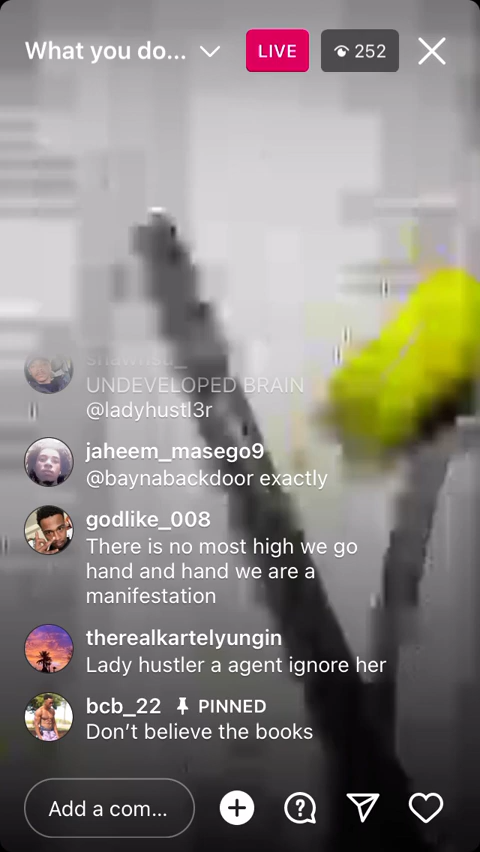 What you do...
LIVE
252
shawnsu_
UNDEVELOPED BRAIN
@ladyhustl3r
jaheem_masego9
@baynabackdoor exactly
godlike_008
There is no most high we go
hand and hand we are a
manifestation
therealkartelyungin
Lady hustler a agent ignore her
bcb_22 PINNED
Don’t believe the books
Add a com...